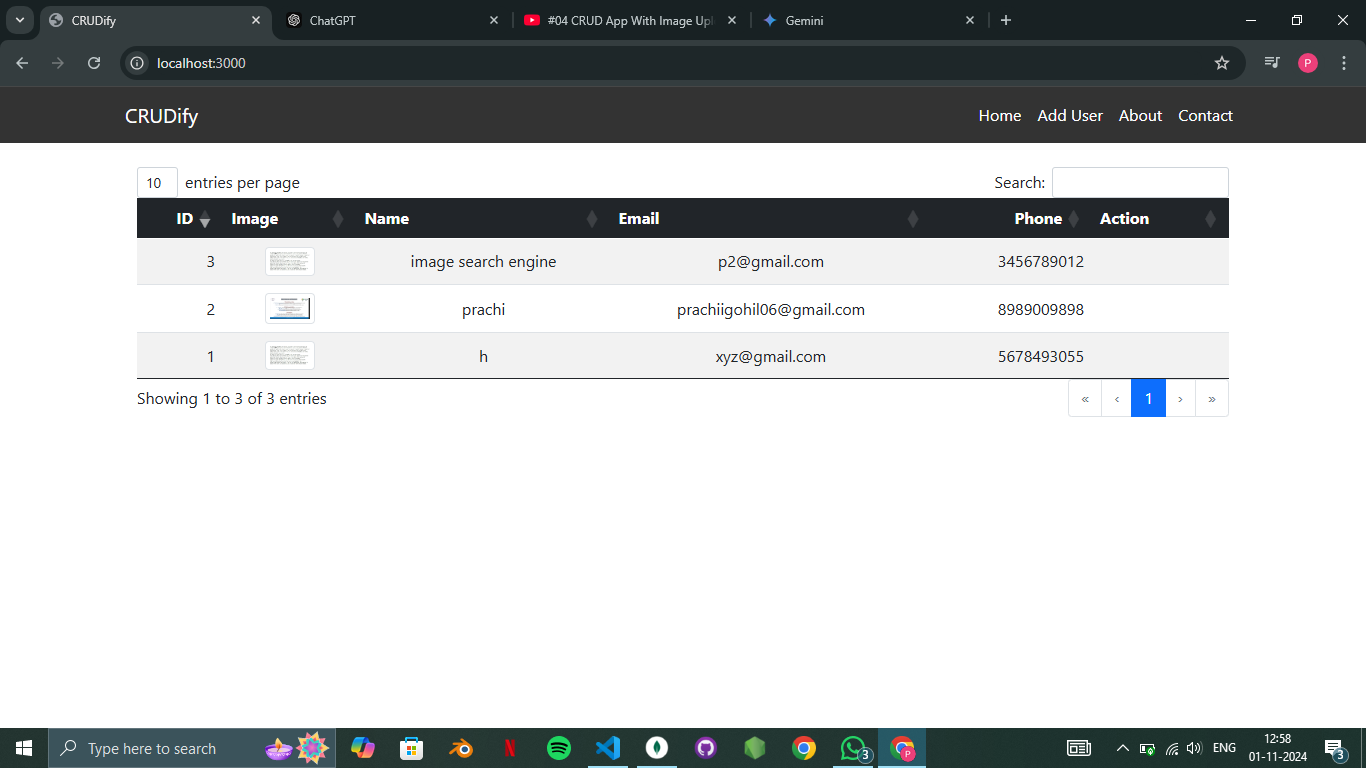 CRUDify
ChatGPT
#04 CRUD App With Image Upl
Gemini
localhost:3000
P
CRUDify
Home Add User About Contact
10 entries per page
Search:
ID Image Name Email Phone Action
3 image search engine p2@gmail.com 3456789012
2 prachi prachiigohil06@gmail.com 8989009898
1 h xyz@gmail.com 5678493055
Showing 1 to 3 of 3 entries
« ‹ 1 › »
Type here to search
N
3
P
ENG
12:58
01-11-2024
3